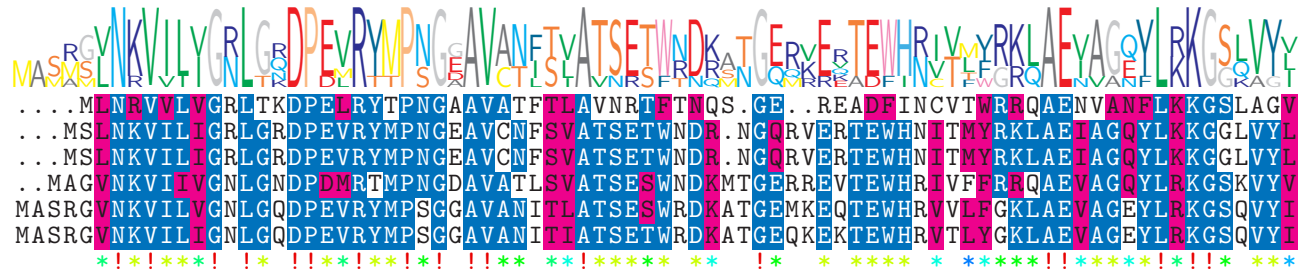 ....MLNRVVLVGRLTKDPELRYTPNGAAVATFTLAVNRTFTNQS.GE..READFINCVTWRRQAENVANFLKKGSLAGV
...MSLNKVILIGRLGRDPEVRYMPNGEAVCNFSVATSETWNDR.NGQRVERTEWHNITMYRKLAEIAGQYLKKGGLVYL
...MSLNKVILIGRLGRDPEVRYMPNGEAVCNFSVATSETWNDR.NGQRVERTEWHNITMYRKLAEIAGQYLKKGGLVYL
..MAGVNKVIIVGNLGNDPDMRTMPNGDAVATLSVATSESWNDKMTGERREVTEWHRIVFFRRQAEVAGQYLRKGSKVYV
MASRGVNKVILVGNLGQDPEVRYMPSGGAVANITLATSESWRDKATGEMKEQTEWHRVVLFGKLAEVAGEYLRKGSQVYI
MASRGVNKVILIGNLGQDPEVRYMPSGGAVANITIATSETWRDKATGEQKEKTEWHRVTLYGKLAEVAGEYLRKGSQVYI